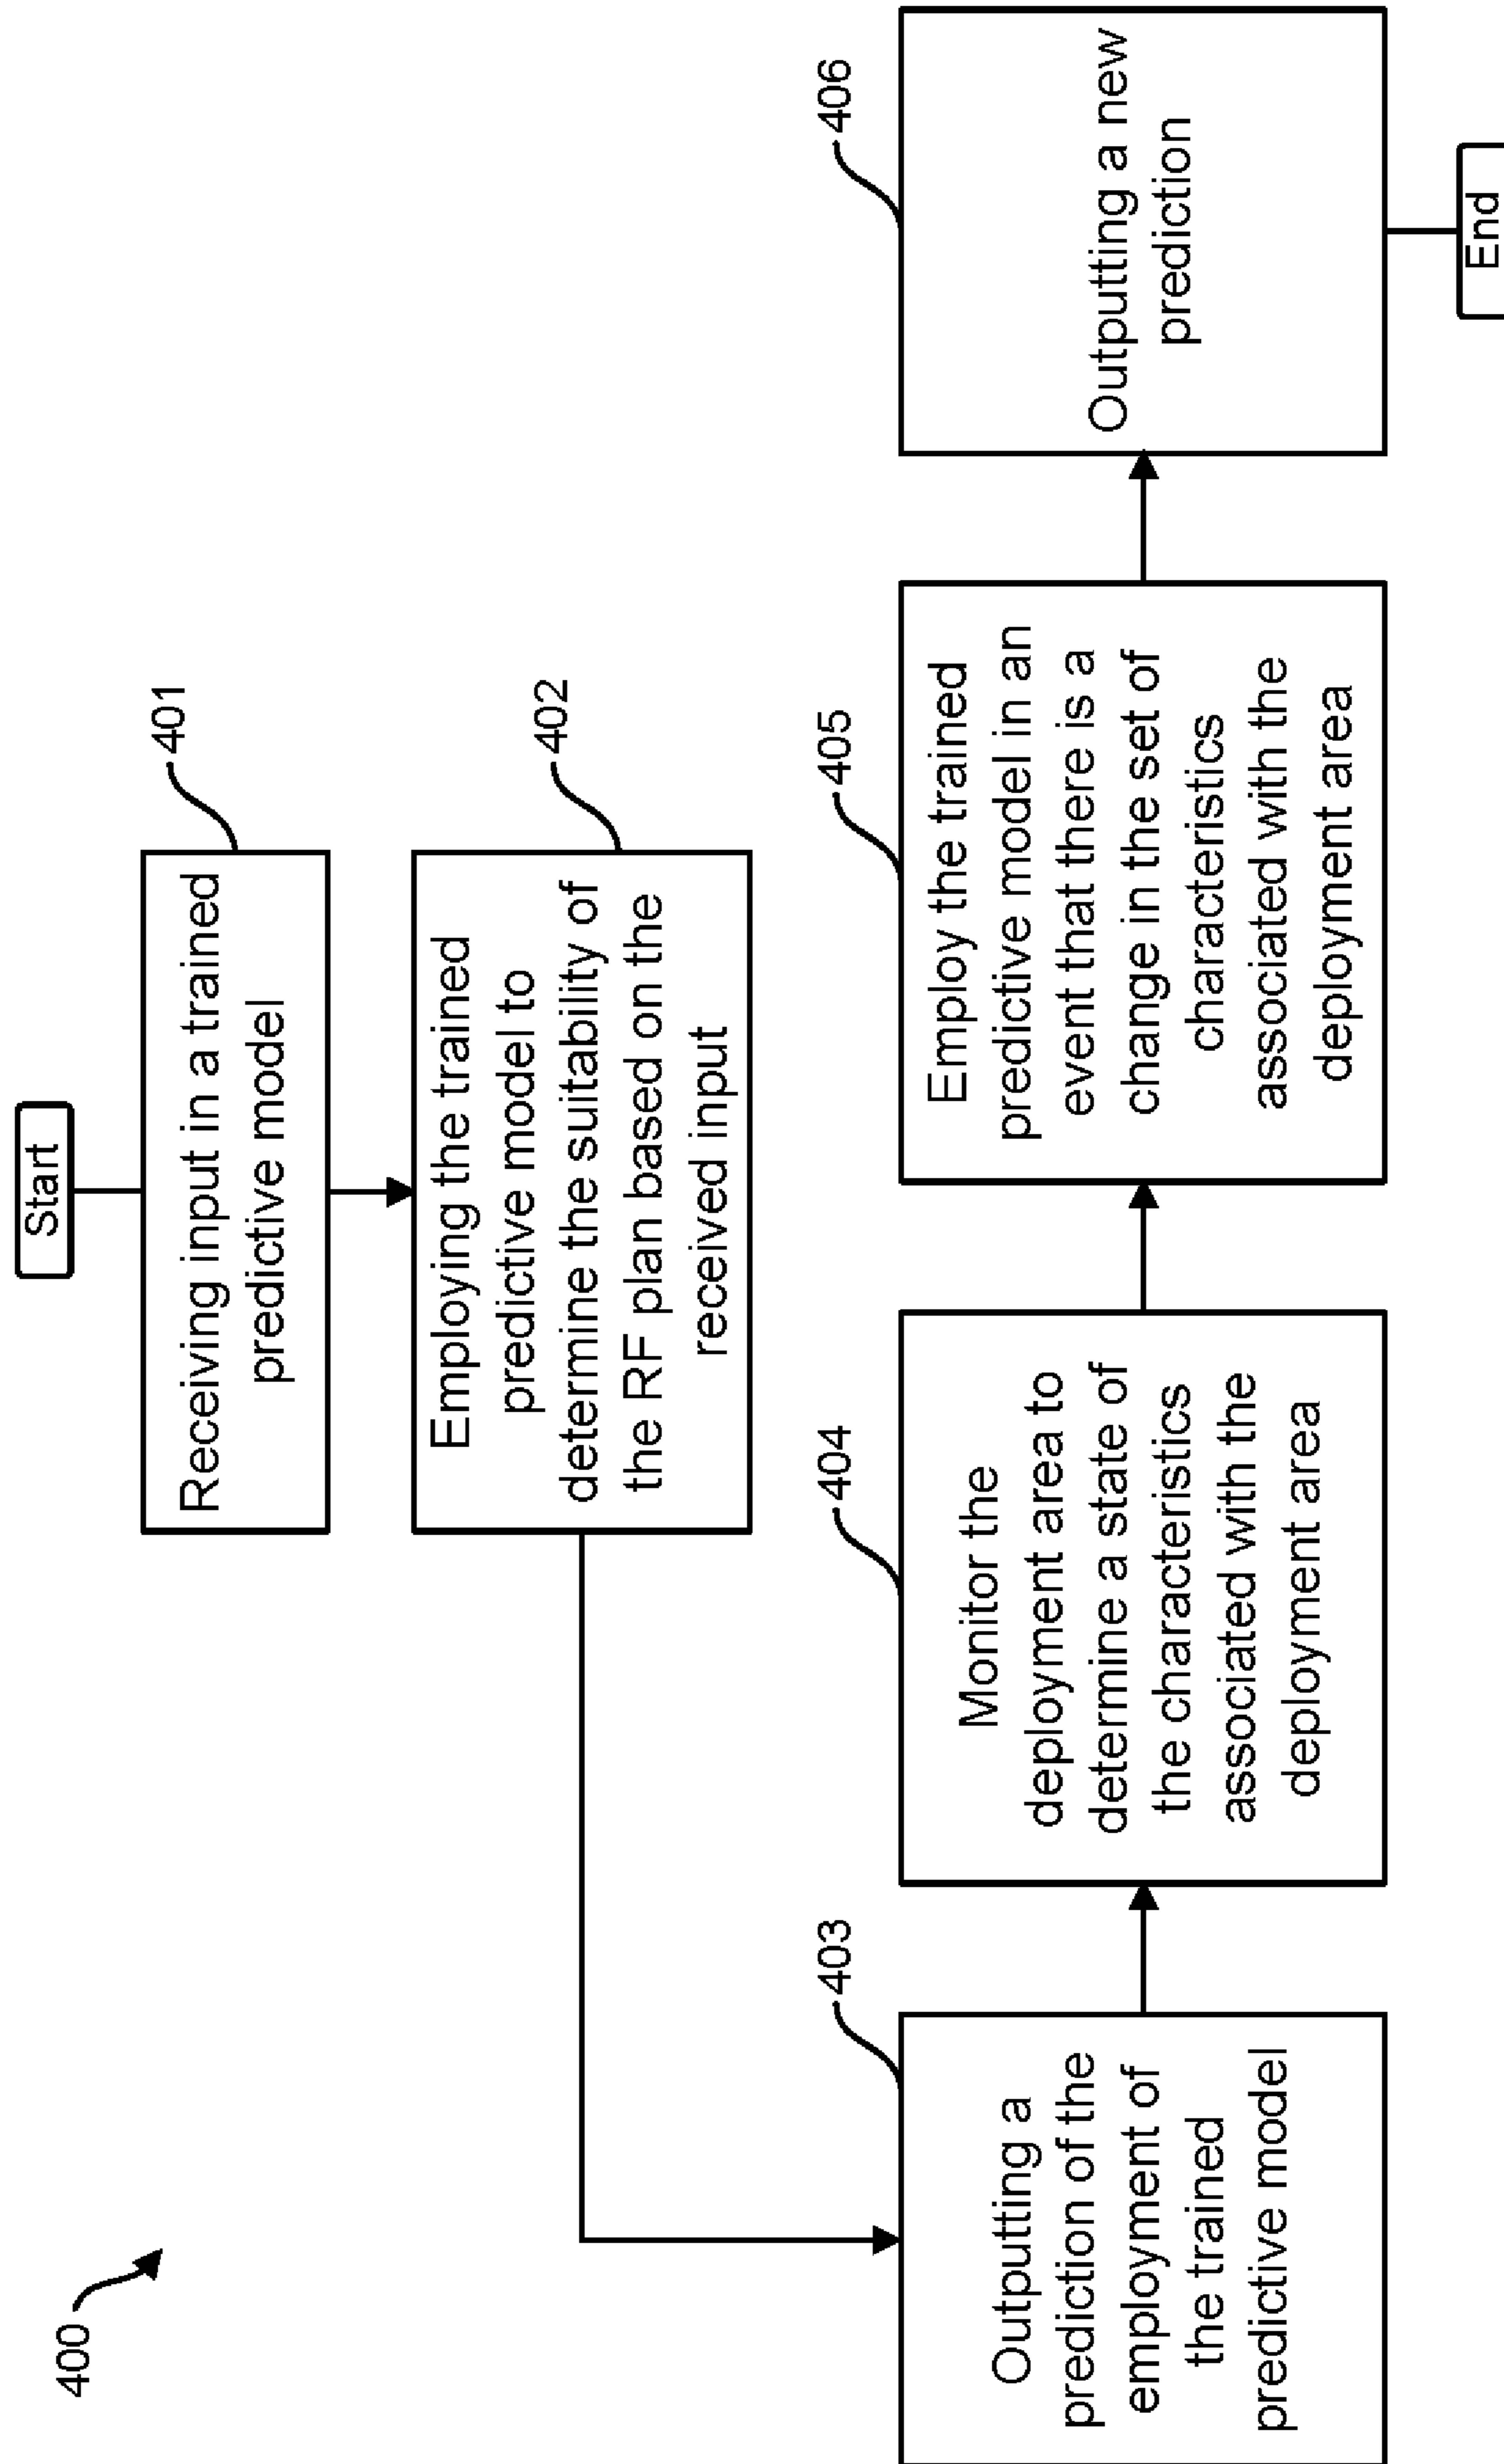 400
Start
401
Receiving input in a trained
predictive model
402
Employing the trained
predictive model to
determine the suitability of
the RF plan based on the
received input
403
Outputting a
prediction of the
employment of
the trained
predictive model
404
Monitor the
deployment area to
determine a state of
the characteristics
associated with the
deployment area
405
Employ the trained
predictive model in an
event that there is a
change in the set of
characteristics
associated with the
deployment area
406
Outputting a new
prediction
End